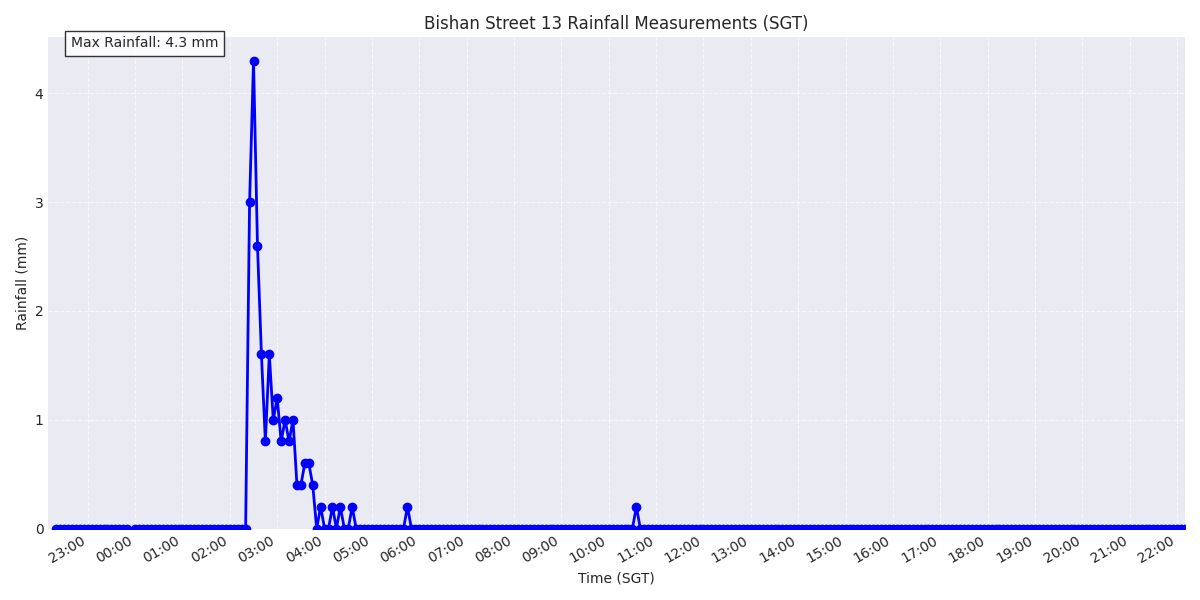 Bishan Street 13 Rainfall Measurements (SGT)
Max Rainfall: 4.3 mm
Rainfall (mm)
4
3
2
1
0
23:00 00:00 01:00 02:00 03:00 04:00 05:00 06:00 07:00 08:00 09:00 10:00 11:00 12:00 13:00 14:00 15:00 16:00 17:00 18:00 19:00 20:00 21:00 22:00
Time (SGT)